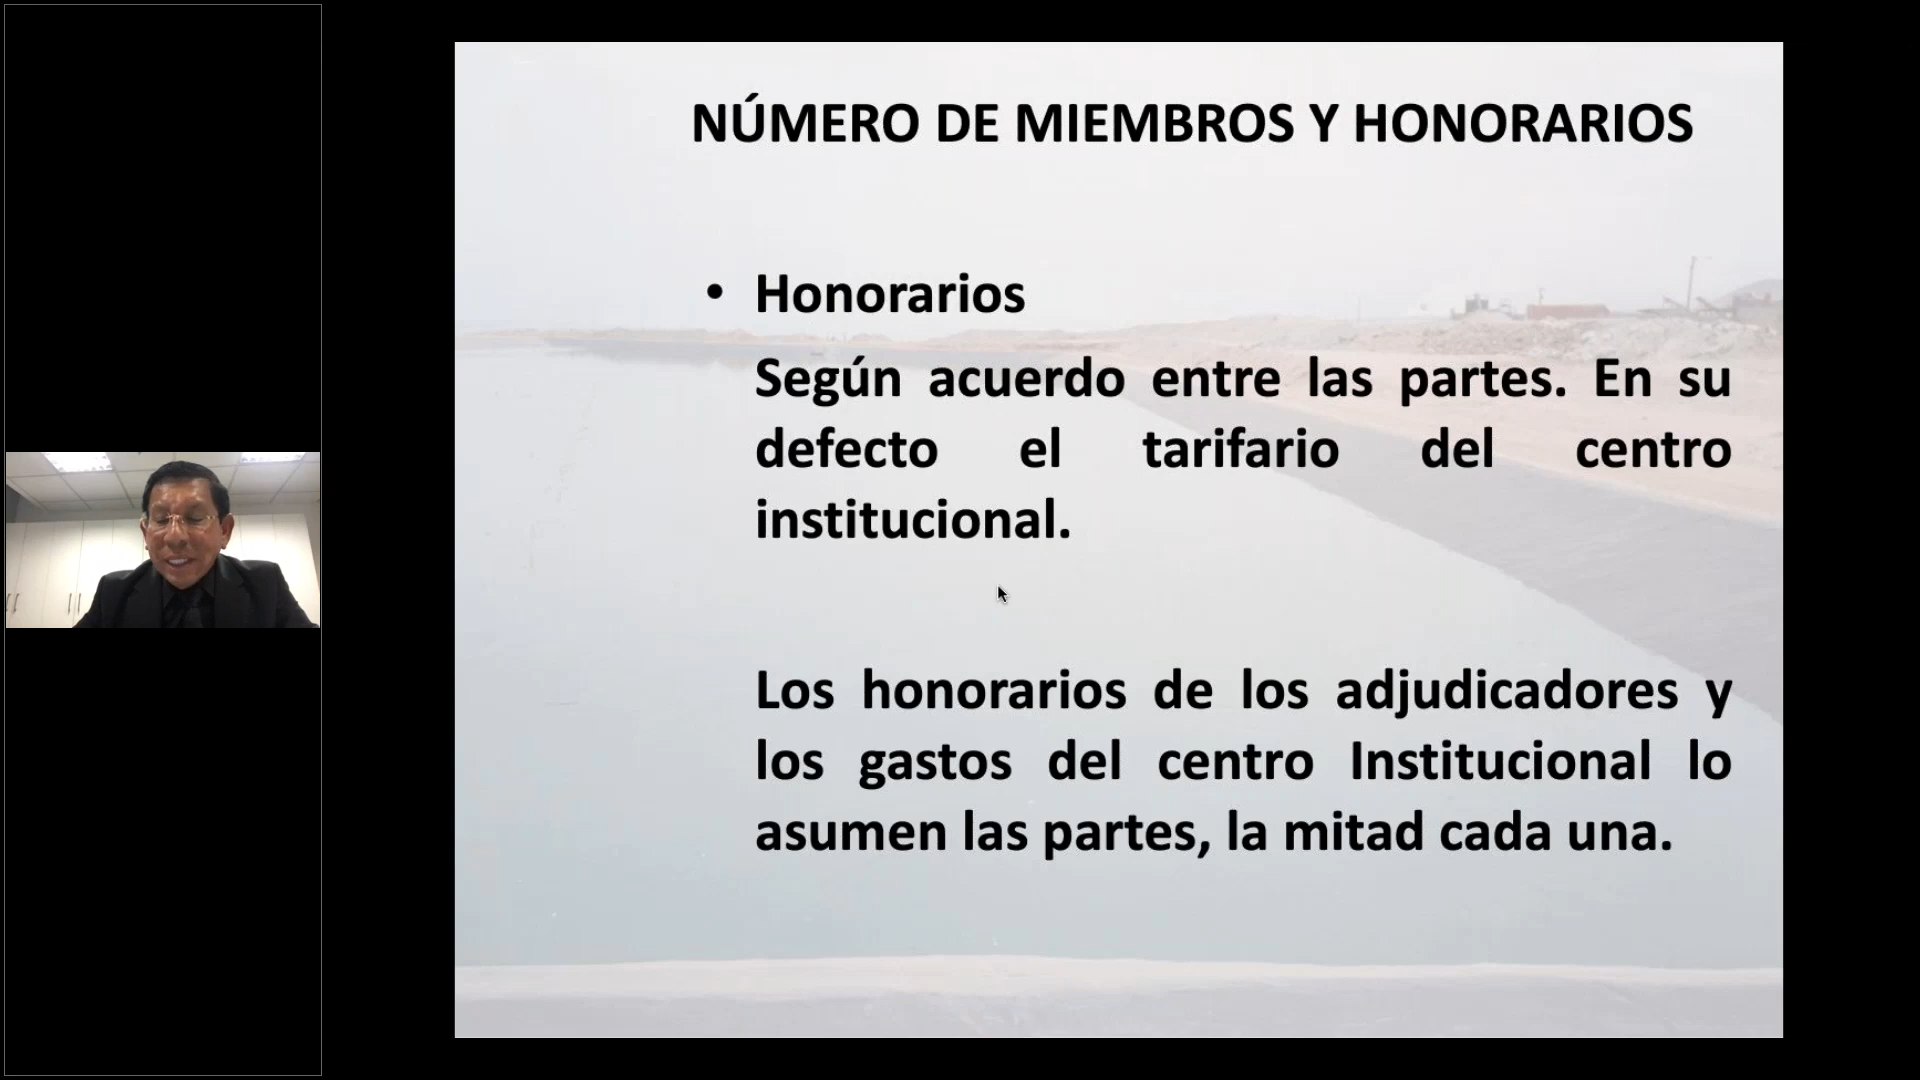 NÚMERO DE MIEMBROS Y HONORARIOS
• Honorarios
Según acuerdo entre las partes. En su
defecto el tarifario del centro
institucional.
Los honorarios de los adjudicadores y
los gastos del centro Institucional lo
asumen las partes, la mitad cada una.